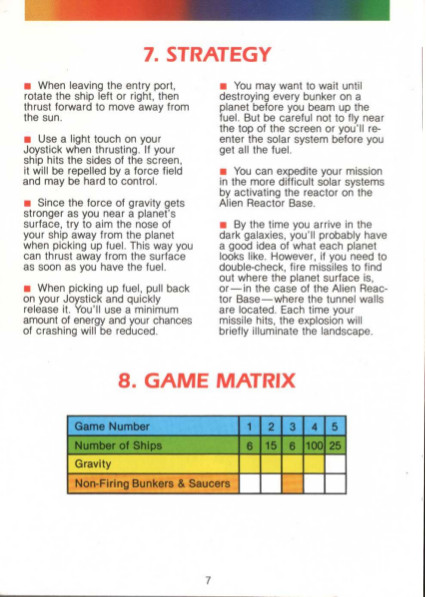 7. STRATEGY
■ When leaving the entry port,
rotate the ship left or right, then
thrust forward to move away from
the sun.
■ Use a light touch on your
Joystick when thrusting. If your
ship hits the sides of the screen,
it will be repelled by a force field
and may be hard to control.
■ Since the force of gravity gets
stronger as you near a planet's
surface, try to aim the nose of
your ship away from the planet
when picking up fuel. This way you
can thrust away from the surface
as soon as you have the fuel.
■ When picking up fuel, pull back
on your Joystick and quickly
release it. You'll use a minimum
amount of energy and your chances
of crashing will be reduced.
■ You may want to wait until
destroying every bunker on a
planet before you beam up the
fuel. But be careful not to fly near
the top of the screen or you'll re-
enter the solar system before you
get all the fuel.
■ You can expedite your mission
in the more difficult solar systems
by activating the reactor on the
Alien Reactor Base.
■ By the time you arrive in the
dark galaxies, you'll probably have
a good idea of what each planet
looks like. However, if you need to
double-check, fire missiles to find
out where the planet surface is,
or—in the case of the Alien Reac-
tor Base—where the tunnel walls
are located. Each time your
missile hits, the explosion will
briefly illuminate the landscape.
8. GAME MATRIX
Game Number 1 2 3 4 5
Number of Ships 6 15 6 100 25
Gravity
Non-Firing Bunkers & Saucers
7